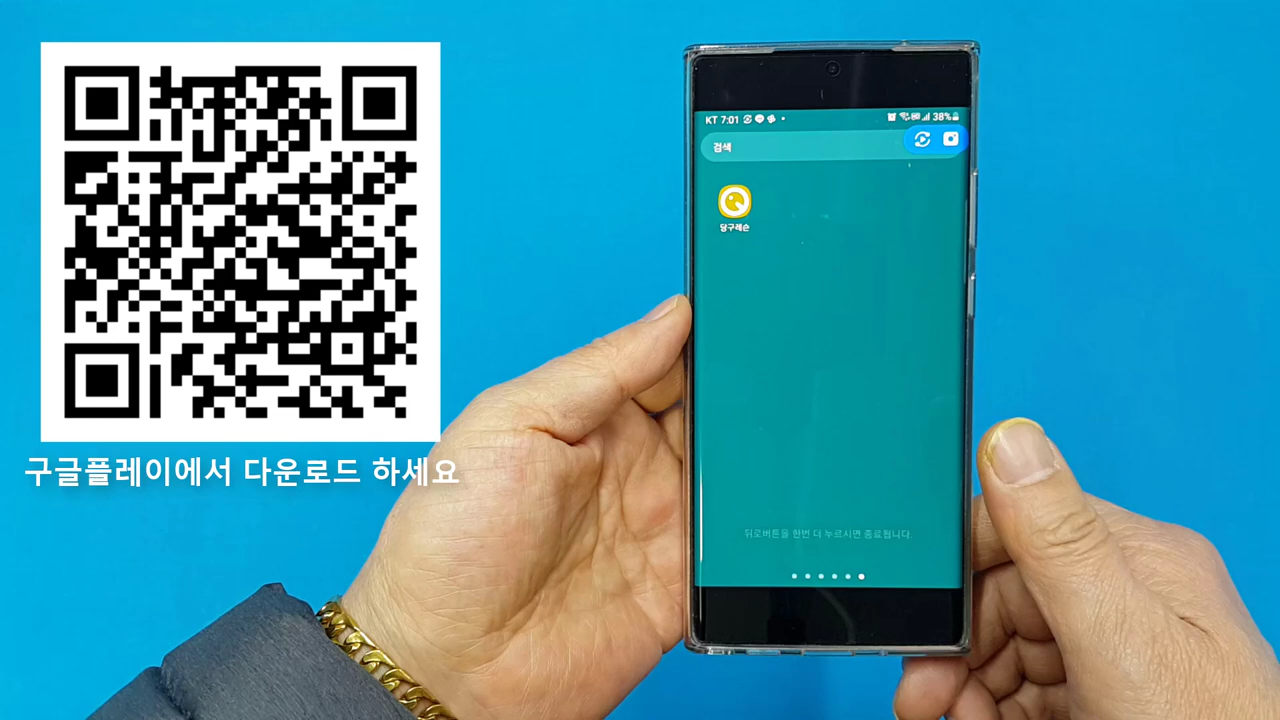 구글플레이에서 다운로드 하세요
KT 7:01
38%
검색
당구레슨
뒤로버튼을 한번 더 누르시면 종료됩니다.